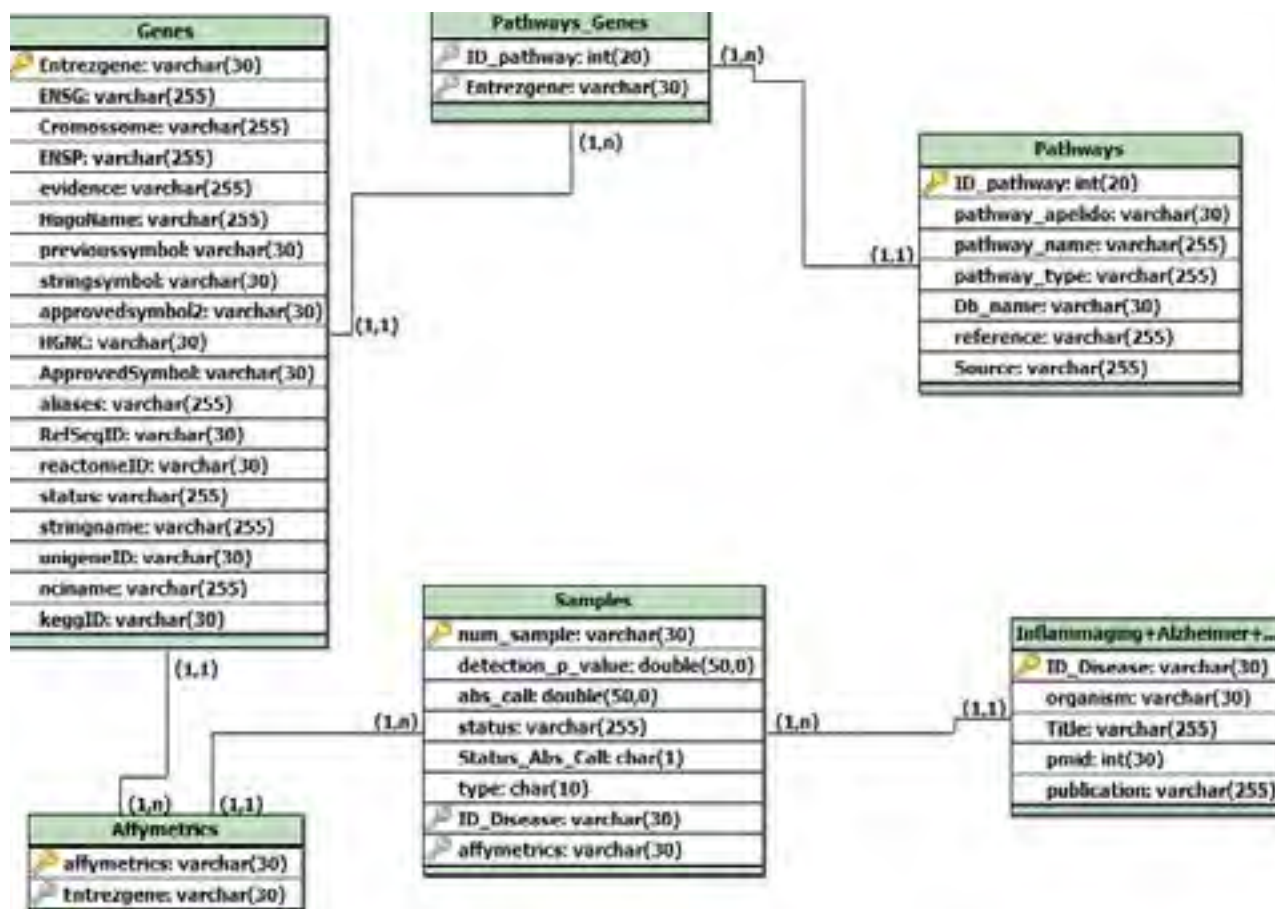 Genes
Entrezgene: varchar(30)
ENSG: varchar(255)
Cromossome: varchar(255)
ENSP: varchar(255)
evidence: varchar(255)
HugoName: varchar(255)
previoussymbol: varchar(30)
stringsymbol: varchar(30)
approvedsymbol2: varchar(30)
HGNC: varchar(30)
ApprovedSymbol: varchar(30)
aliases: varchar(255)
RefSeqID: varchar(30)
reactomeID: varchar(30)
status: varchar(255)
stringname: varchar(255)
unigeneID: varchar(30)
nciname: varchar(255)
keggID: varchar(30)
(1,1)
(1,1)
Pathways_Genes
ID_pathway: int(20)
Entrezgene: varchar(30)
(1,n)
(1,n)
Pathways
ID_pathway: int(20)
pathway_apelido: varchar(30)
pathway_name: varchar(255)
pathway_type: varchar(255)
Db_name: varchar(30)
reference: varchar(255)
Source: varchar(255)
(1,1)
Samples
num_sample: varchar(30)
detection_p_value: double(50,0)
abs_call: double(50,0)
status: varchar(255)
Status_Abs_Call: char(1)
type: char(10)
ID_Disease: varchar(30)
affymetrics: varchar(30)
(1,n)
(1,n)
Inflammaging+Alzheimer+...
ID_Disease: varchar(30)
organism: varchar(30)
Title: varchar(255)
pmid: int(30)
publication: varchar(255)
(1,1)
(1,n)
(1,1)
Affymetrics
affymetrics: varchar(30)
Entrezgene: varchar(30)